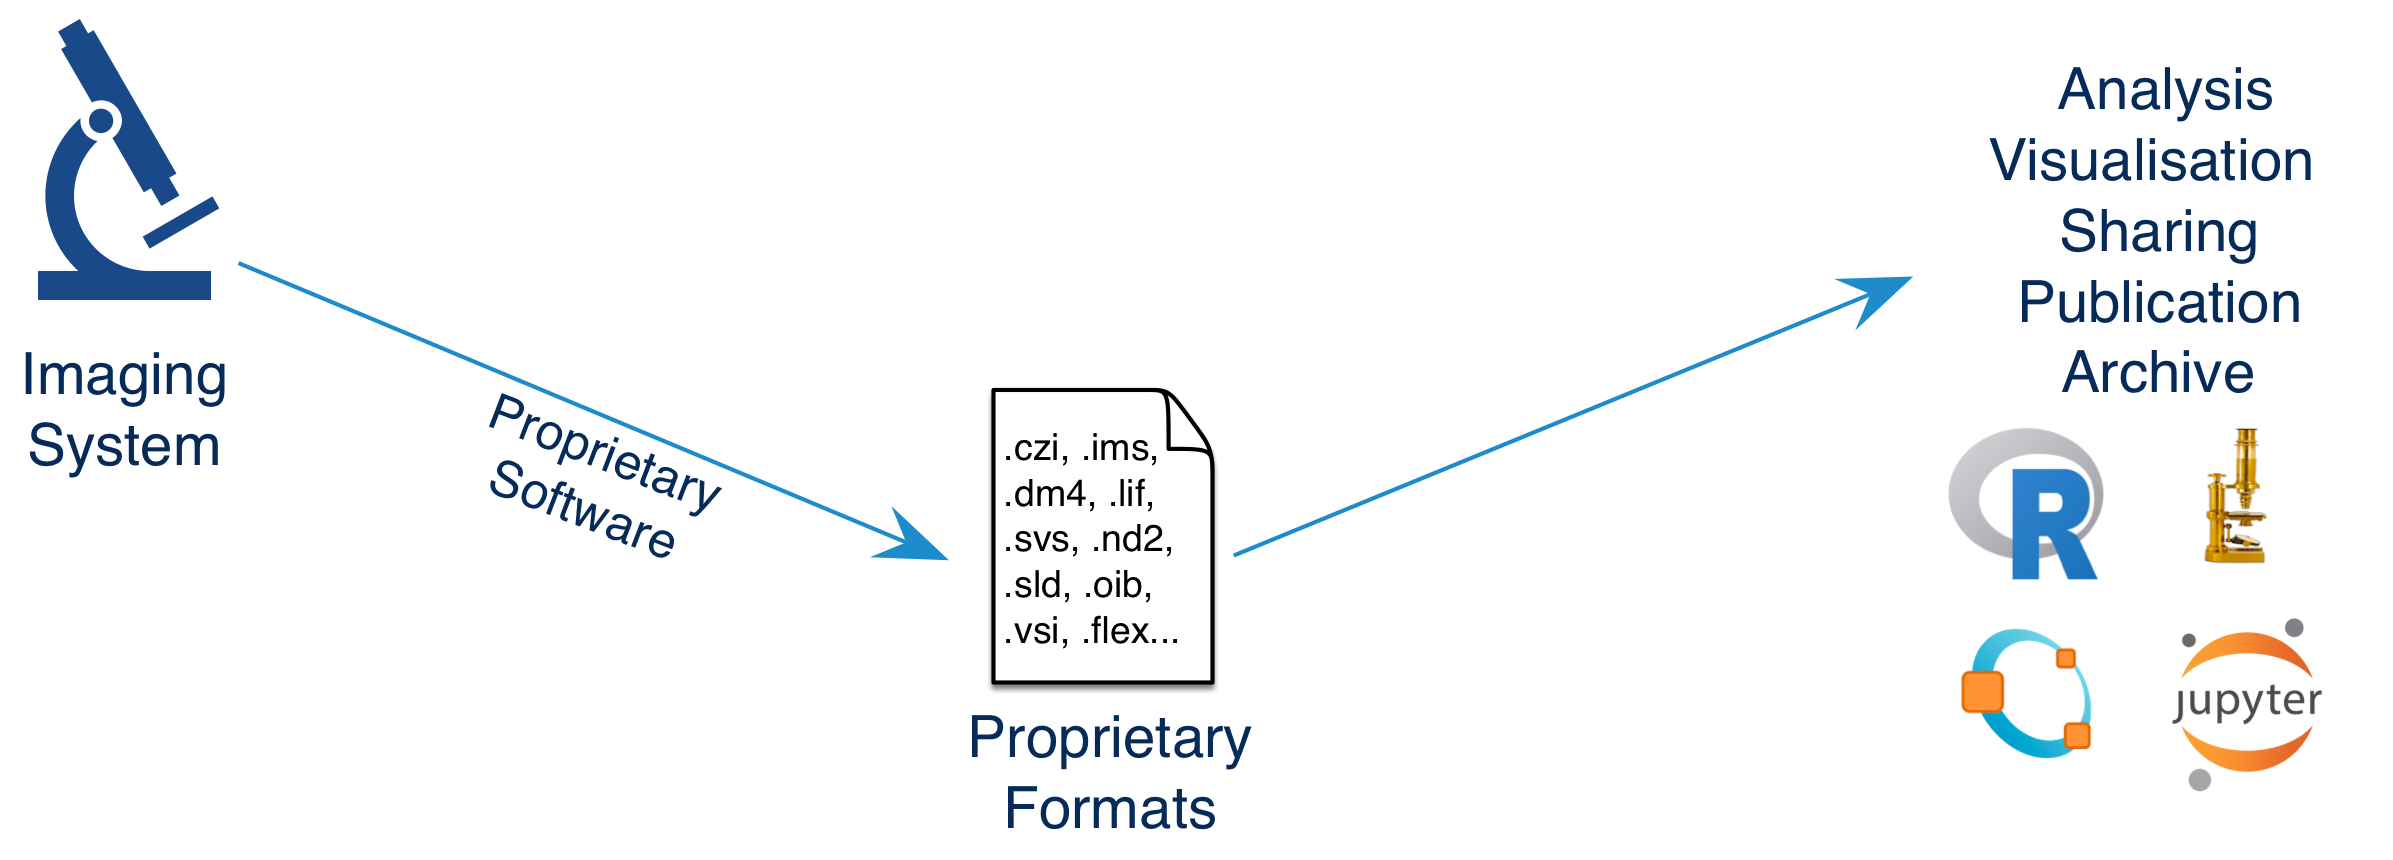 Imaging
System
Proprietary
Software
.czi, .ims,
.dm4, .lif,
.svs, .nd2,
.sld, .oib,
.vsi, .flex...
Proprietary
Formats
Analysis
Visualisation
Sharing
Publication
Archive
R
jupyter